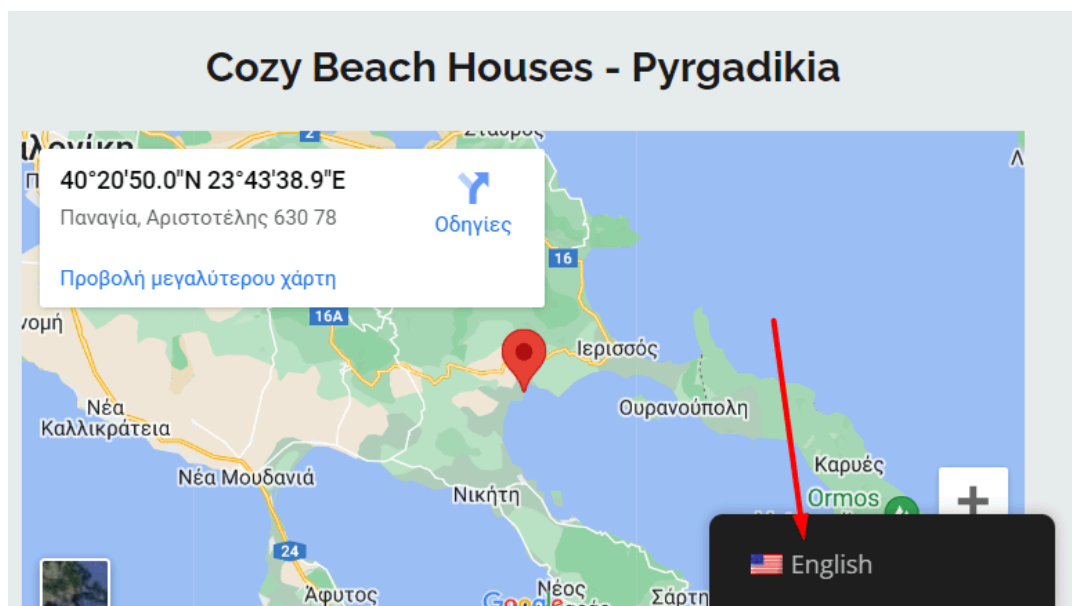 Cozy Beach Houses - Pyrgadikia
2
40°20'50.0"N 23°43'38.9"E
Παναγία, Αριστοτέλης 630 78
Οδηγίες
Προβολή μεγαλύτερου χάρτη
16
16A
Ιερισσός
Ουρανούπολη
Νέα
Καλλικράτεια
Νέα Μουδανιά
Καρυές
Νικήτη
Ormos
+
24
English
Άφυτος
Νέος
Google
Σάρτη